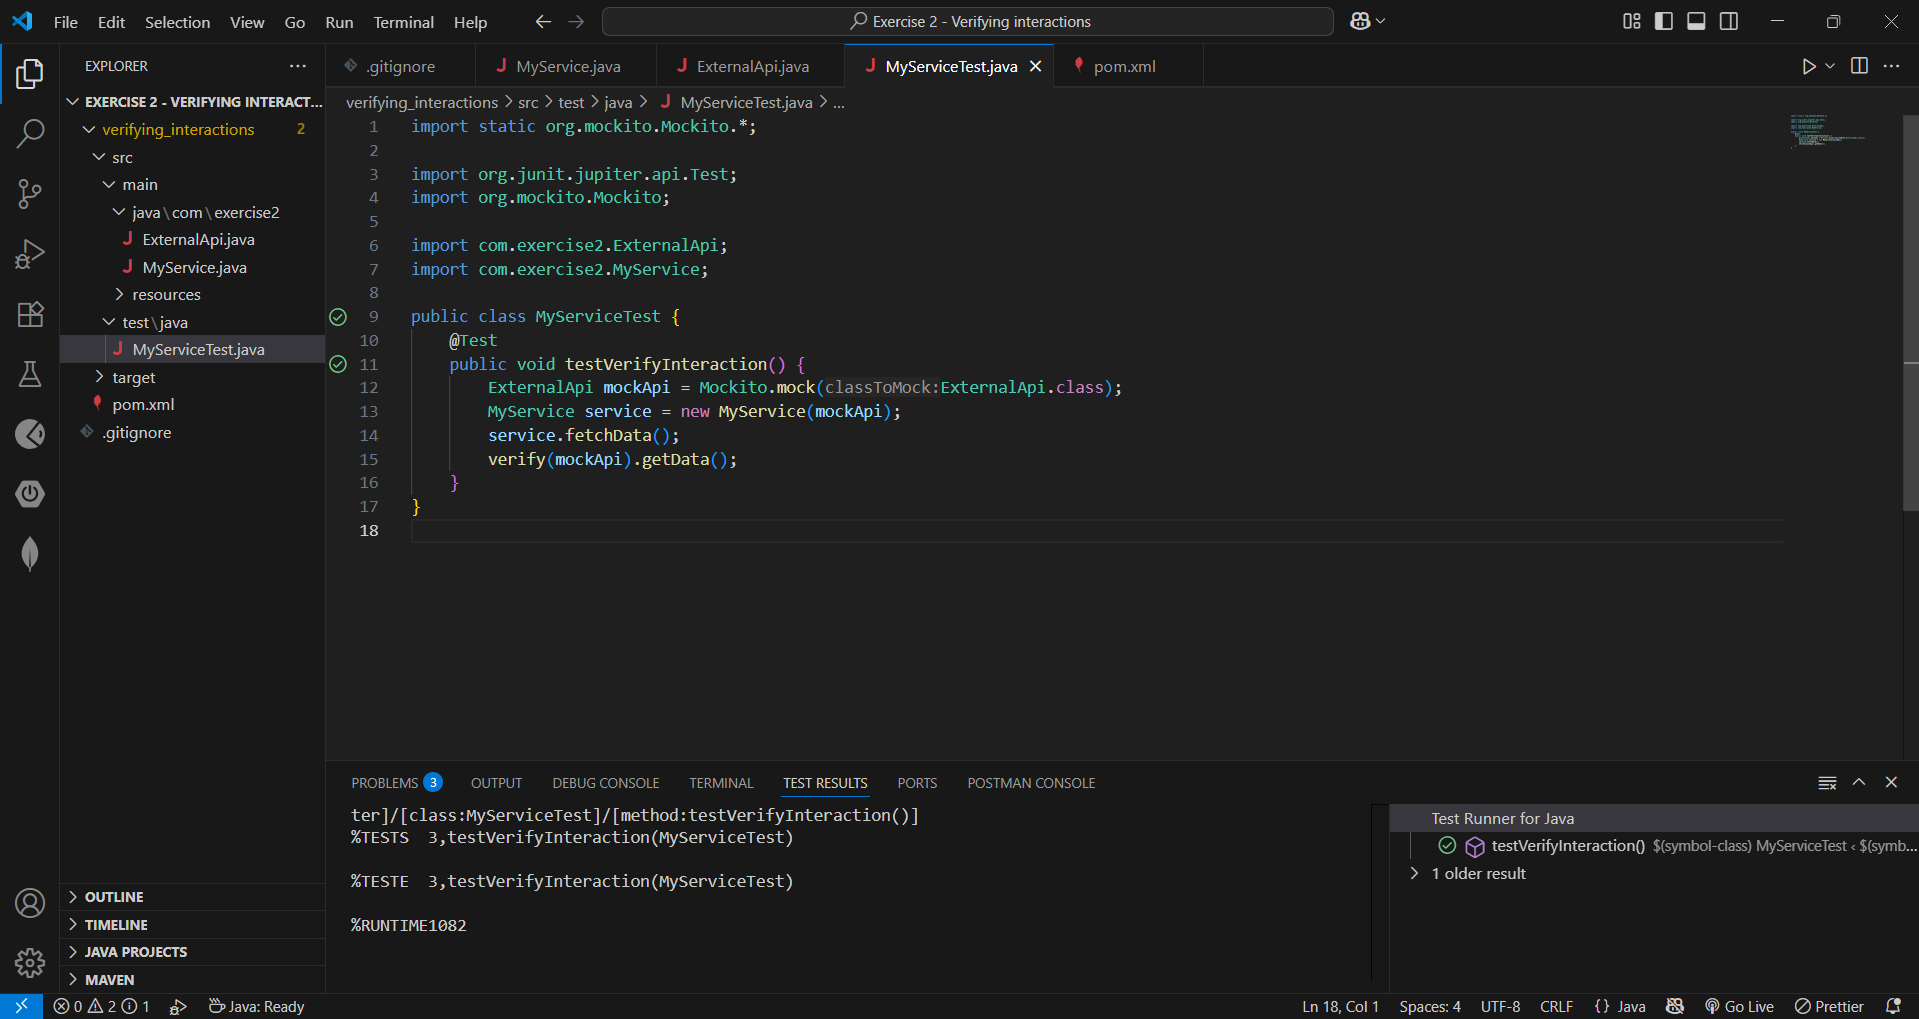 File Edit Selection View Go Run Terminal Help
Exercise 2 - Verifying interactions
EXPLORER
EXERCISE 2 - VERIFYING INTERACT...
verifying_interactions 2
src
main
java\com\exercise2
ExternalApi.java
MyService.java
resources
test\java
MyServiceTest.java
target
pom.xml
.gitignore
OUTLINE
TIMELINE
JAVA PROJECTS
MAVEN
.gitignore MyService.java ExternalApi.java MyServiceTest.java pom.xml
verifying_interactions > src > test > java > MyServiceTest.java > ...
1 import static org.mockito.Mockito.*;
2
3 import org.junit.jupiter.api.Test;
4 import org.mockito.Mockito;
5
6 import com.exercise2.ExternalApi;
7 import com.exercise2.MyService;
8
9 public class MyServiceTest {
10 @Test
11 public void testVerifyInteraction() {
12 ExternalApi mockApi = Mockito.mock(classToMock:ExternalApi.class);
13 MyService service = new MyService(mockApi);
14 service.fetchData();
15 verify(mockApi).getData();
16 }
17 }
18
PROBLEMS 3 OUTPUT DEBUG CONSOLE TERMINAL TEST RESULTS PORTS POSTMAN CONSOLE
ter]/[class:MyServiceTest]/[method:testVerifyInteraction()]
%TESTS 3,testVerifyInteraction(MyServiceTest)
%TESTE 3,testVerifyInteraction(MyServiceTest)
%RUNTIME1082
Test Runner for Java
testVerifyInteraction() $(symbol-class) MyServiceTest < $(symb...
1 older result
0 2 1 Java: Ready
Ln 18, Col 1 Spaces: 4 UTF-8 CRLF {} Java Go Live Prettier